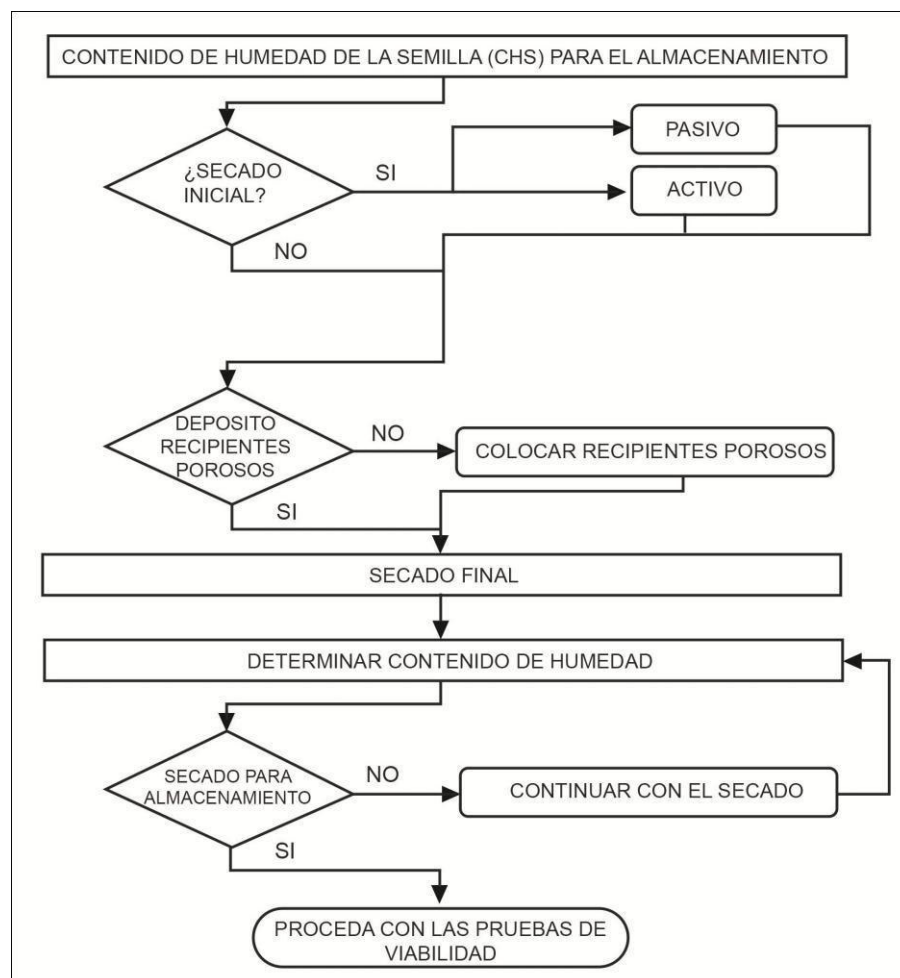 CONTENIDO DE HUMEDAD DE LA SEMILLA (CHS) PARA EL ALMACENAMIENTO
PASIVO
¿SECADO
INICIAL?
SI
ACTIVO
NO
DEPOSITO
RECIPIENTES
POROSOS
NO
COLOCAR RECIPIENTES POROSOS
SI
SECADO FINAL
DETERMINAR CONTENIDO DE HUMEDAD
SECADO PARA
ALMACENAMIENTO
NO
CONTINUAR CON EL SECADO
SI
PROCEDA CON LAS PRUEBAS DE
VIABILIDAD